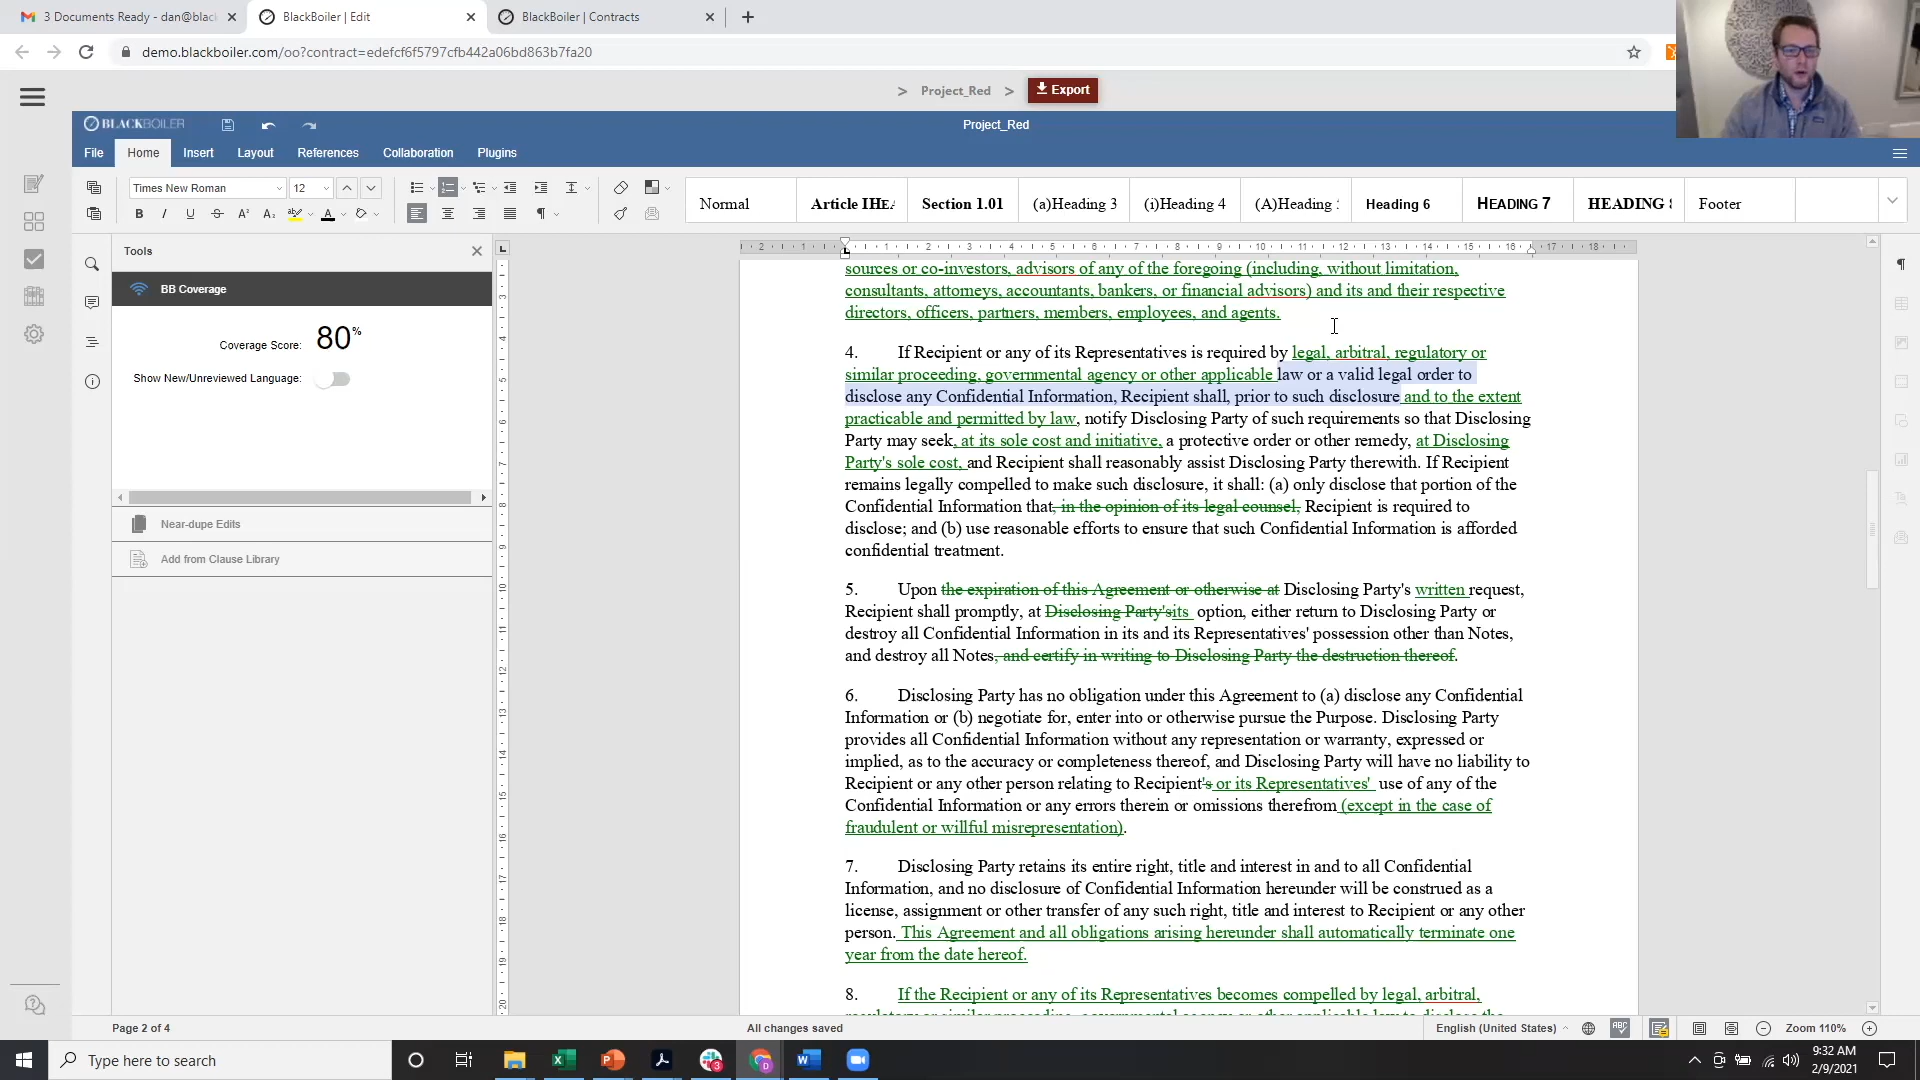 3 Documents Ready - dan@blac
BlackBoiler | Edit
BlackBoiler | Contracts
demo.blackboiler.com/oo?contract=edefcf6f5797cfb442a06bd863b7fa20
> Project_Red >
Export
BLACKBOILER
Project_Red
File Home Insert Layout References Collaboration Plugins
Times New Roman 12
Normal
Article I
Section 1.01
(a)Heading 3
(i)Heading 4
(A)Heading
Heading 6
HEADING 7
HEADING 8
Footer
Tools
BB Coverage
Coverage Score: 80%
Show New/Unreviewed Language:
Near-dupe Edits
Add from Clause Library
sources or co-investors, advisors of any of the foregoing (including, without limitation,
consultants, attorneys, accountants, bankers, or financial advisors) and its and their respective
directors, officers, partners, members, employees, and agents.
4. If Recipient or any of its Representatives is required by legal, arbitral, regulatory or
similar proceeding, governmental agency or other applicable law or a valid legal order to
disclose any Confidential Information, Recipient shall, prior to such disclosure and to the extent
practicable and permitted by law, notify Disclosing Party of such requirements so that Disclosing
Party may seek, at its sole cost and initiative, a protective order or other remedy, at Disclosing
Party's sole cost, and Recipient shall reasonably assist Disclosing Party therewith. If Recipient
remains legally compelled to make such disclosure, it shall: (a) only disclose that portion of the
Confidential Information that, in the opinion of its legal counsel, Recipient is required to
disclose; and (b) use reasonable efforts to ensure that such Confidential Information is afforded
confidential treatment.
5. Upon the expiration of this Agreement or otherwise at Disclosing Party's written request,
Recipient shall promptly, at Disclosing Party'sits option, either return to Disclosing Party or
destroy all Confidential Information in its and its Representatives' possession other than Notes,
and destroy all Notes, and certify in writing to Disclosing Party the destruction thereof.
6. Disclosing Party has no obligation under this Agreement to (a) disclose any Confidential
Information or (b) negotiate for, enter into or otherwise pursue the Purpose. Disclosing Party
provides all Confidential Information without any representation or warranty, expressed or
implied, as to the accuracy or completeness thereof, and Disclosing Party will have no liability to
Recipient or any other person relating to Recipient's or its Representatives' use of any of the
Confidential Information or any errors therein or omissions therefrom (except in the case of
fraudulent or willful misrepresentation).
7. Disclosing Party retains its entire right, title and interest in and to all Confidential
Information, and no disclosure of Confidential Information hereunder will be construed as a
license, assignment or other transfer of any such right, title and interest to Recipient or any other
person. This Agreement and all obligations arising hereunder shall automatically terminate one
year from the date hereof.
8. If the Recipient or any of its Representatives becomes compelled by legal, arbitral,
regulatory or similar proceeding, governmental agency or other applicable law to disclose the
Page 2 of 4
All changes saved
English (United States)
Zoom 110%
Type here to search
9:32 AM
2/9/2021